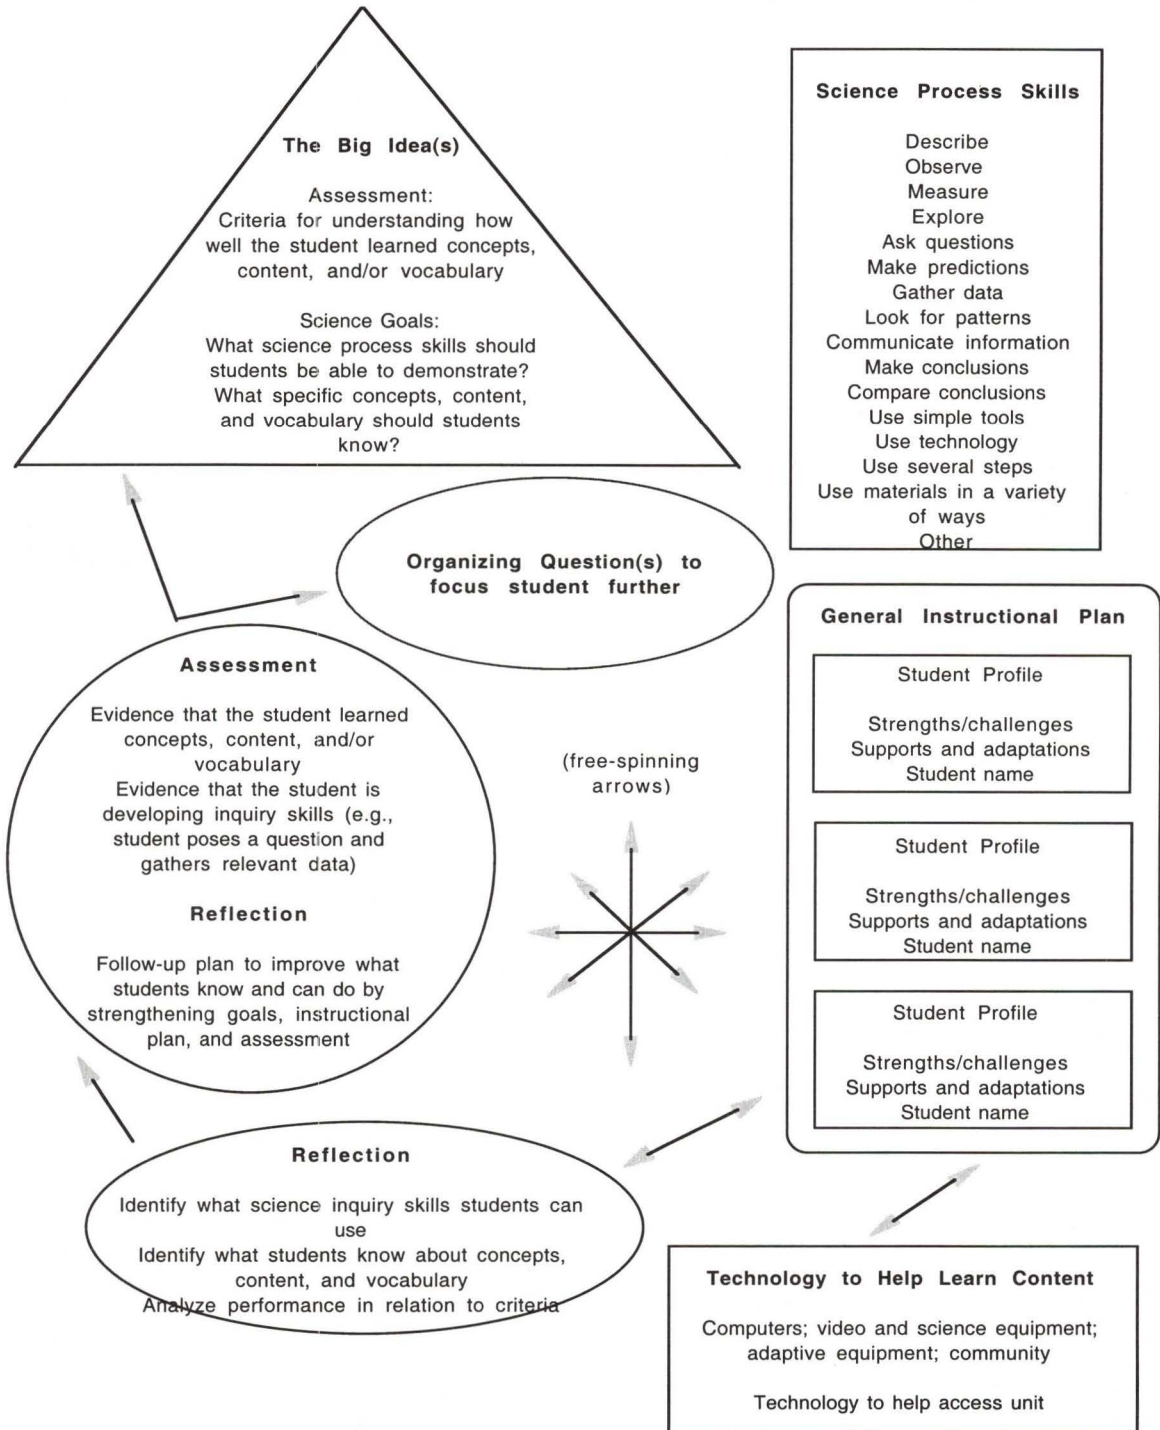 The Big Idea(s)
Assessment:
Criteria for understanding how
well the student learned concepts,
content, and/or vocabulary
Science Goals:
What science process skills should
students be able to demonstrate?
What specific concepts, content,
and vocabulary should students
know?
Science Process Skills
Describe
Observe
Measure
Explore
Ask questions
Make predictions
Gather data
Look for patterns
Communicate information
Make conclusions
Compare conclusions
Use simple tools
Use technology
Use several steps
Use materials in a variety
of ways
Other
Organizing Question(s) to
focus student further
General Instructional Plan
Student Profile
Strengths/challenges
Supports and adaptations
Student name
Student Profile
Strengths/challenges
Supports and adaptations
Student name
Student Profile
Strengths/challenges
Supports and adaptations
Student name
Assessment
Evidence that the student learned
concepts, content, and/or
vocabulary
Evidence that the student is
developing inquiry skills (e.g.,
student poses a question and
gathers relevant data)
Reflection
Follow-up plan to improve what
students know and can do by
strengthening goals, instructional
plan, and assessment
(free-spinning
arrows)
Reflection
Identify what science inquiry skills students can
use
Identify what students know about concepts,
content, and vocabulary
Analyze performance in relation to criteria
Technology to Help Learn Content
Computers; video and science equipment;
adaptive equipment; community
Technology to help access unit